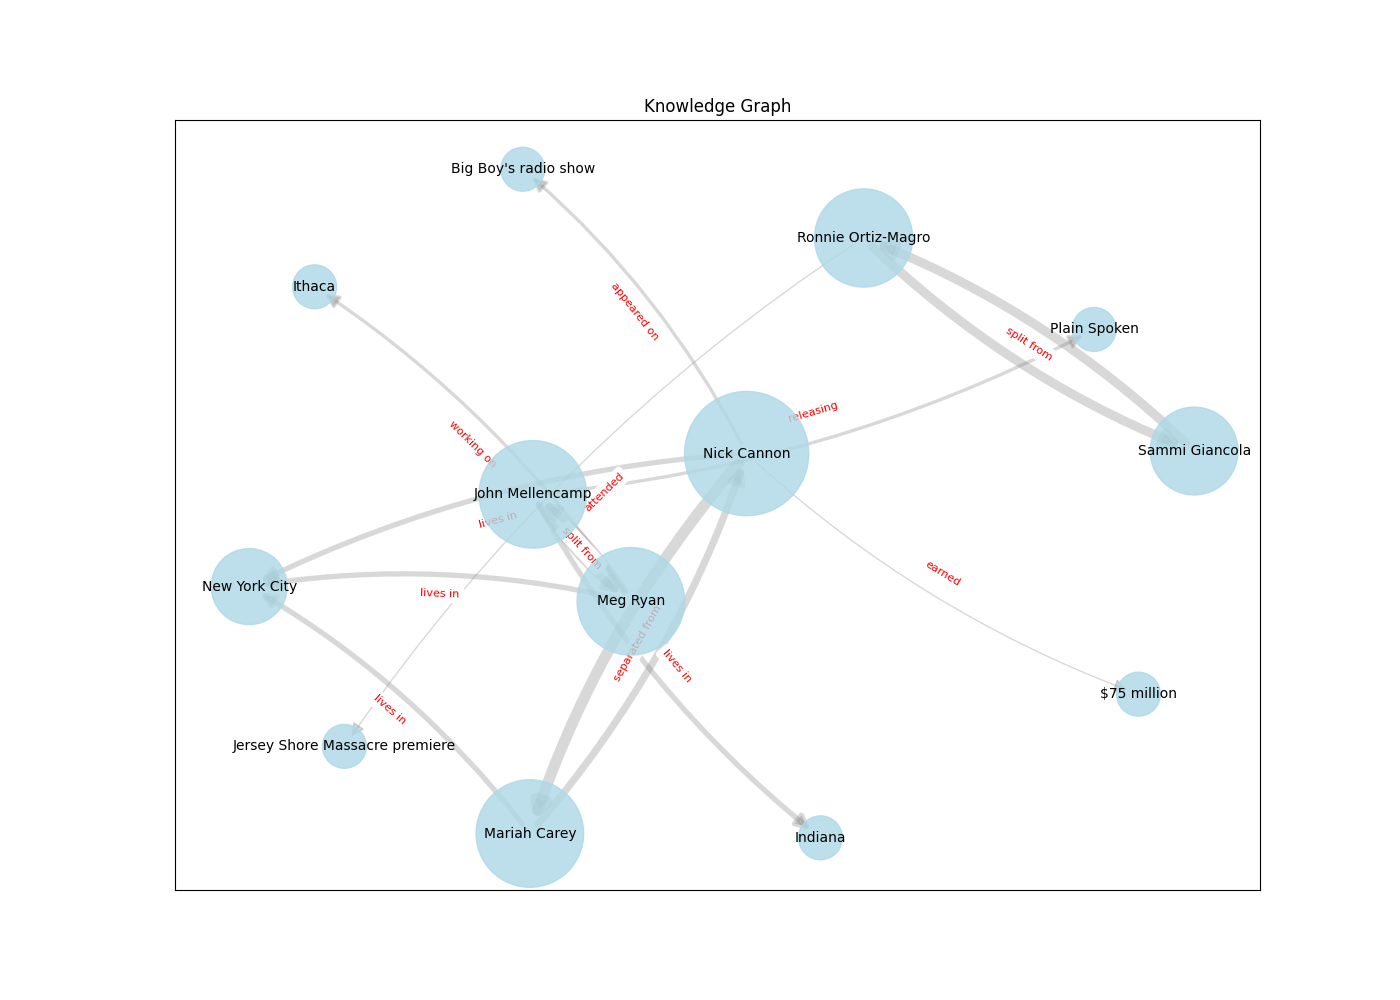 Knowledge Graph
Big Boy's radio show
Ronnie Ortiz-Magro
Ithaca
appeared on
Plain Spoken
split from
releasing
working on
Nick Cannon
Sammi Giancola
John Mellencamp
attended
lives in
split from
earned
New York City
lives in
Meg Ryan
separated from
lives in
$75 million
lives in
Jersey Shore Massacre premiere
Mariah Carey
Indiana